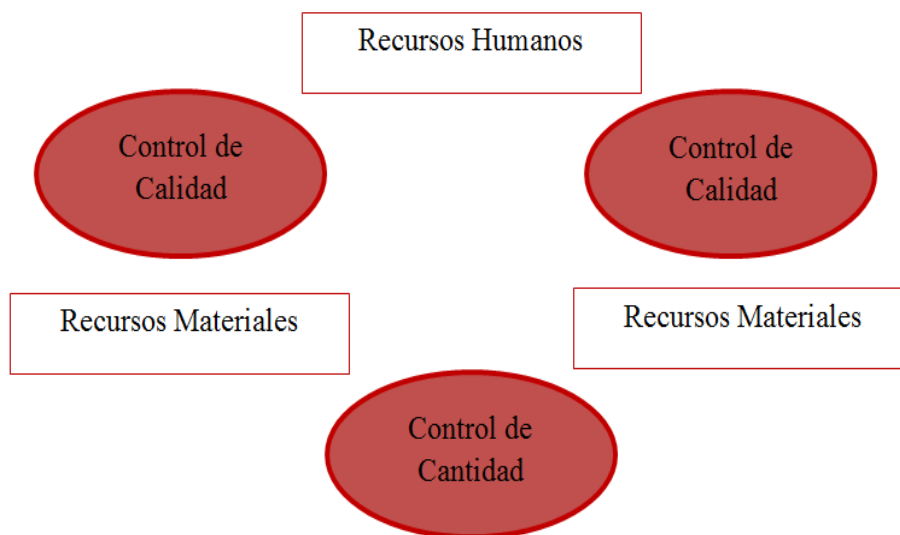 Recursos Humanos
Control de
Calidad
Control de
Calidad
Recursos Materiales
Recursos Materiales
Control de
Cantidad